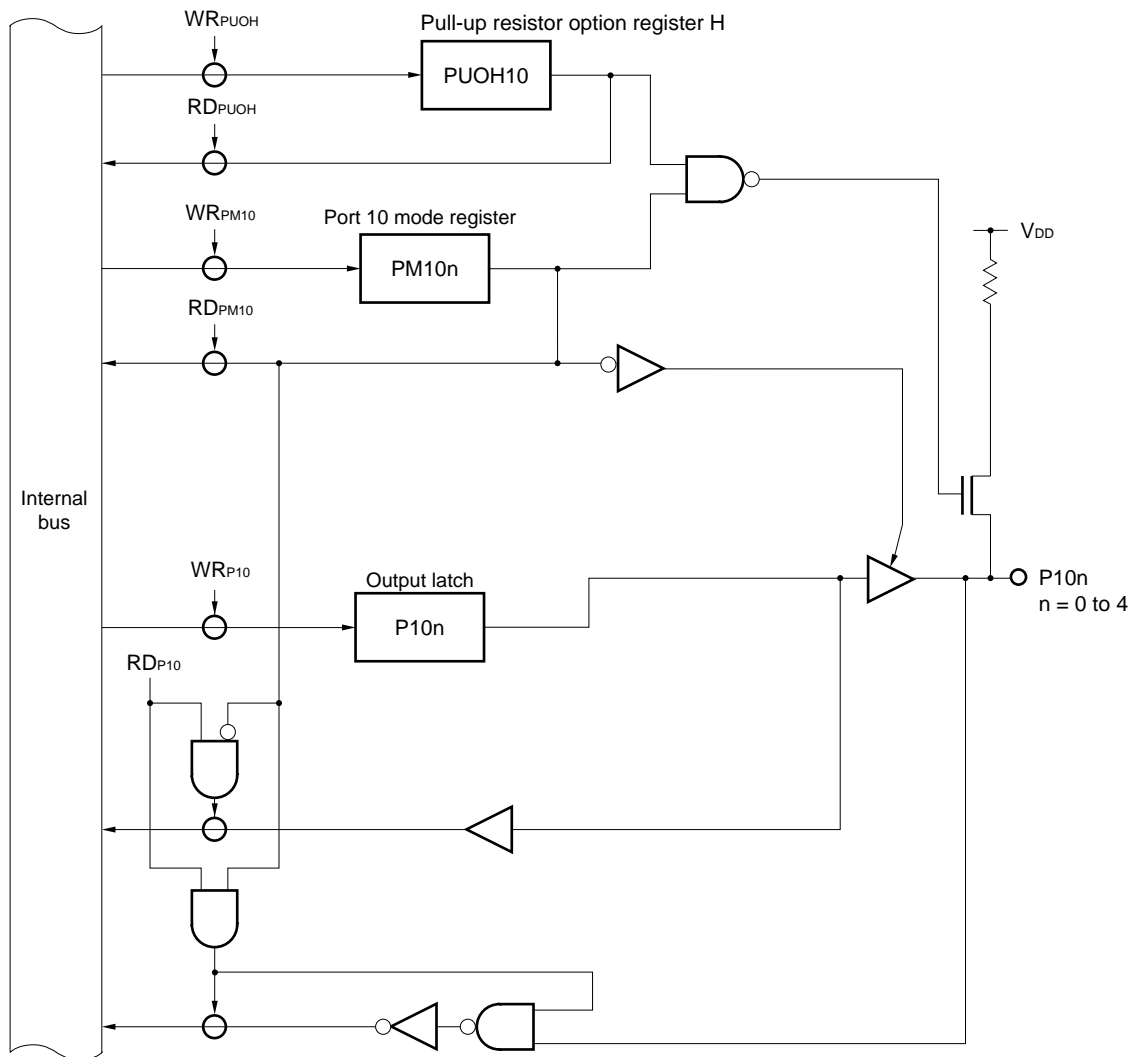 WRPUOH
Pull-up resistor option register H
PUOH10
RDPUOH
WRPM10
Port 10 mode register
PM10n
VDD
RDPM10
Internal
bus
WRP10
Output latch
P10n
P10n
n = 0 to 4
RDP10